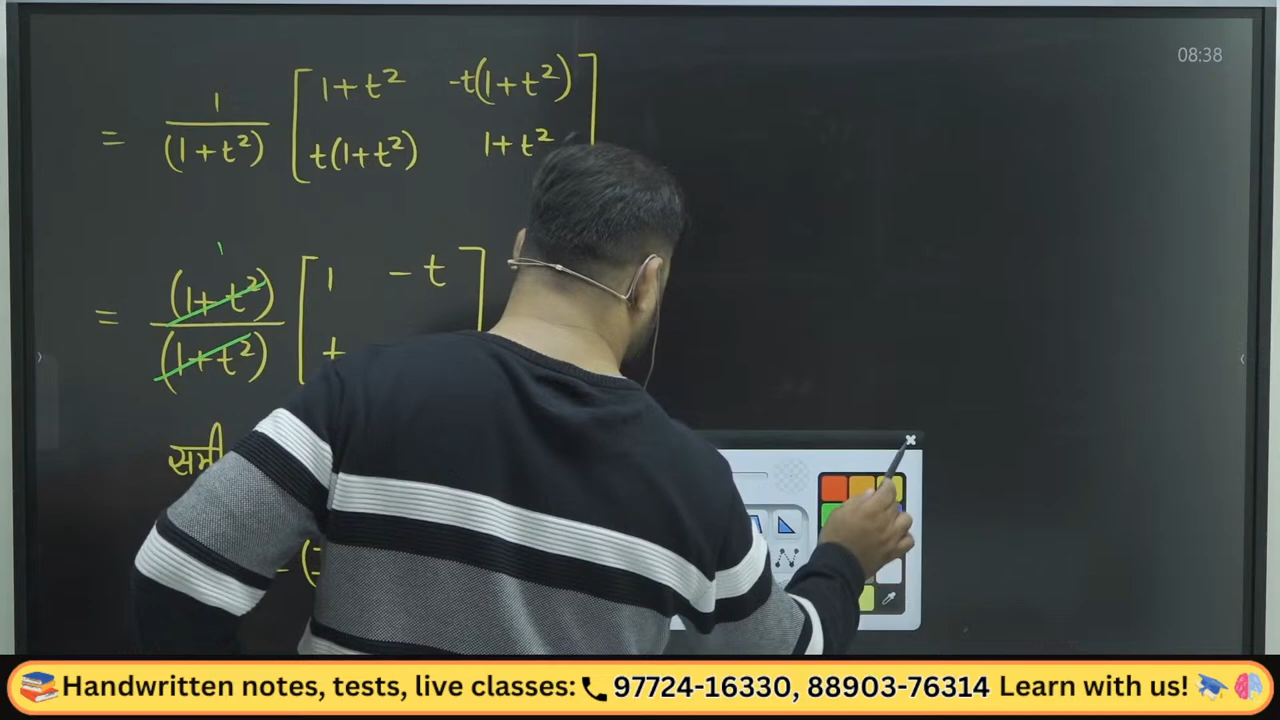 08:38
= 1/(1+t²) [1+t² -t(1+t²)
t(1+t²) 1+t²]
= (1+t²)/(1+t²) [1 -t
t
1
Handwritten notes, tests, live classes: 97724-16330, 88903-76314 Learn with us!